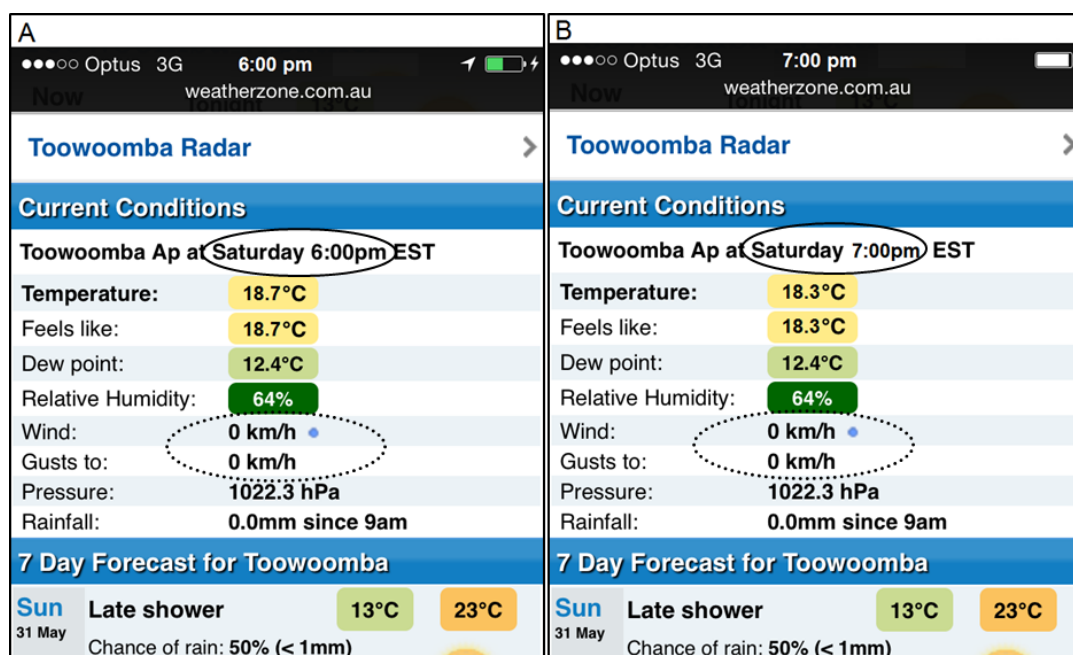 A
Optus 3G 6:00 pm
weatherzone.com.au
Now Tonight 13°C
Toowoomba Radar
Current Conditions
Toowoomba Ap at Saturday 6:00pm EST
Temperature: 18.7°C
Feels like: 18.7°C
Dew point: 12.4°C
Relative Humidity: 64%
Wind: 0 km/h
Gusts to: 0 km/h
Pressure: 1022.3 hPa
Rainfall: 0.0mm since 9am
7 Day Forecast for Toowoomba
Sun Late shower 13°C 23°C
31 May
Chance of rain: 50% (< 1mm)
B
Optus 3G 7:00 pm
weatherzone.com.au
Now Tonight 13°C
Toowoomba Radar
Current Conditions
Toowoomba Ap at Saturday 7:00pm EST
Temperature: 18.3°C
Feels like: 18.3°C
Dew point: 12.4°C
Relative Humidity: 64%
Wind: 0 km/h
Gusts to: 0 km/h
Pressure: 1022.3 hPa
Rainfall: 0.0mm since 9am
7 Day Forecast for Toowoomba
Sun Late shower 13°C 23°C
31 May
Chance of rain: 50% (< 1mm)